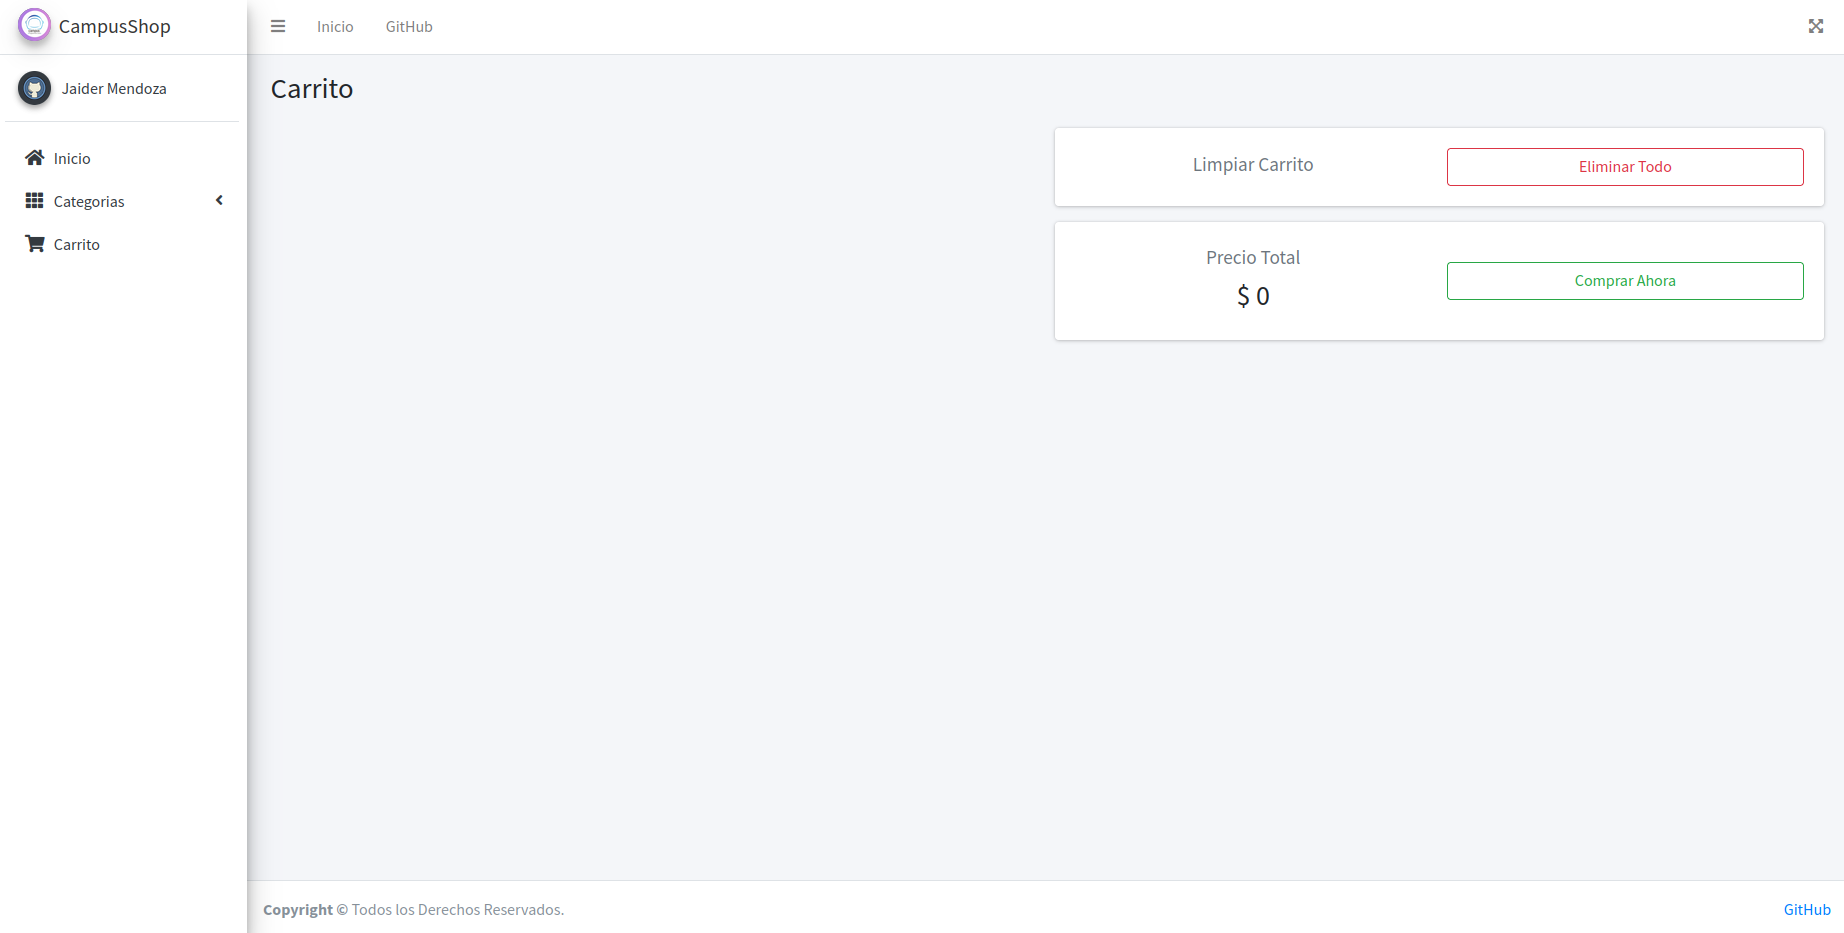 CampusShop
Inicio
GitHub
Jaider Mendoza
Inicio
Categorias
Carrito
Carrito
Limpiar Carrito
Eliminar Todo
Precio Total
$ 0
Comprar Ahora
Copyright © Todos los Derechos Reservados.
GitHub